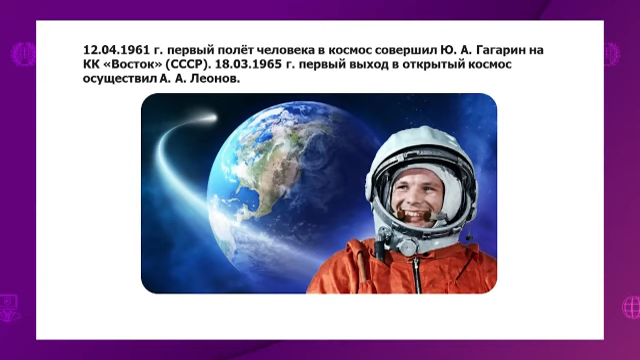 12.04.1961 г. первый полёт человека в космос совершил Ю. А. Гагарин на
КК «Восток» (СССР). 18.03.1965 г. первый выход в открытый космос
осуществил А. А. Леонов.